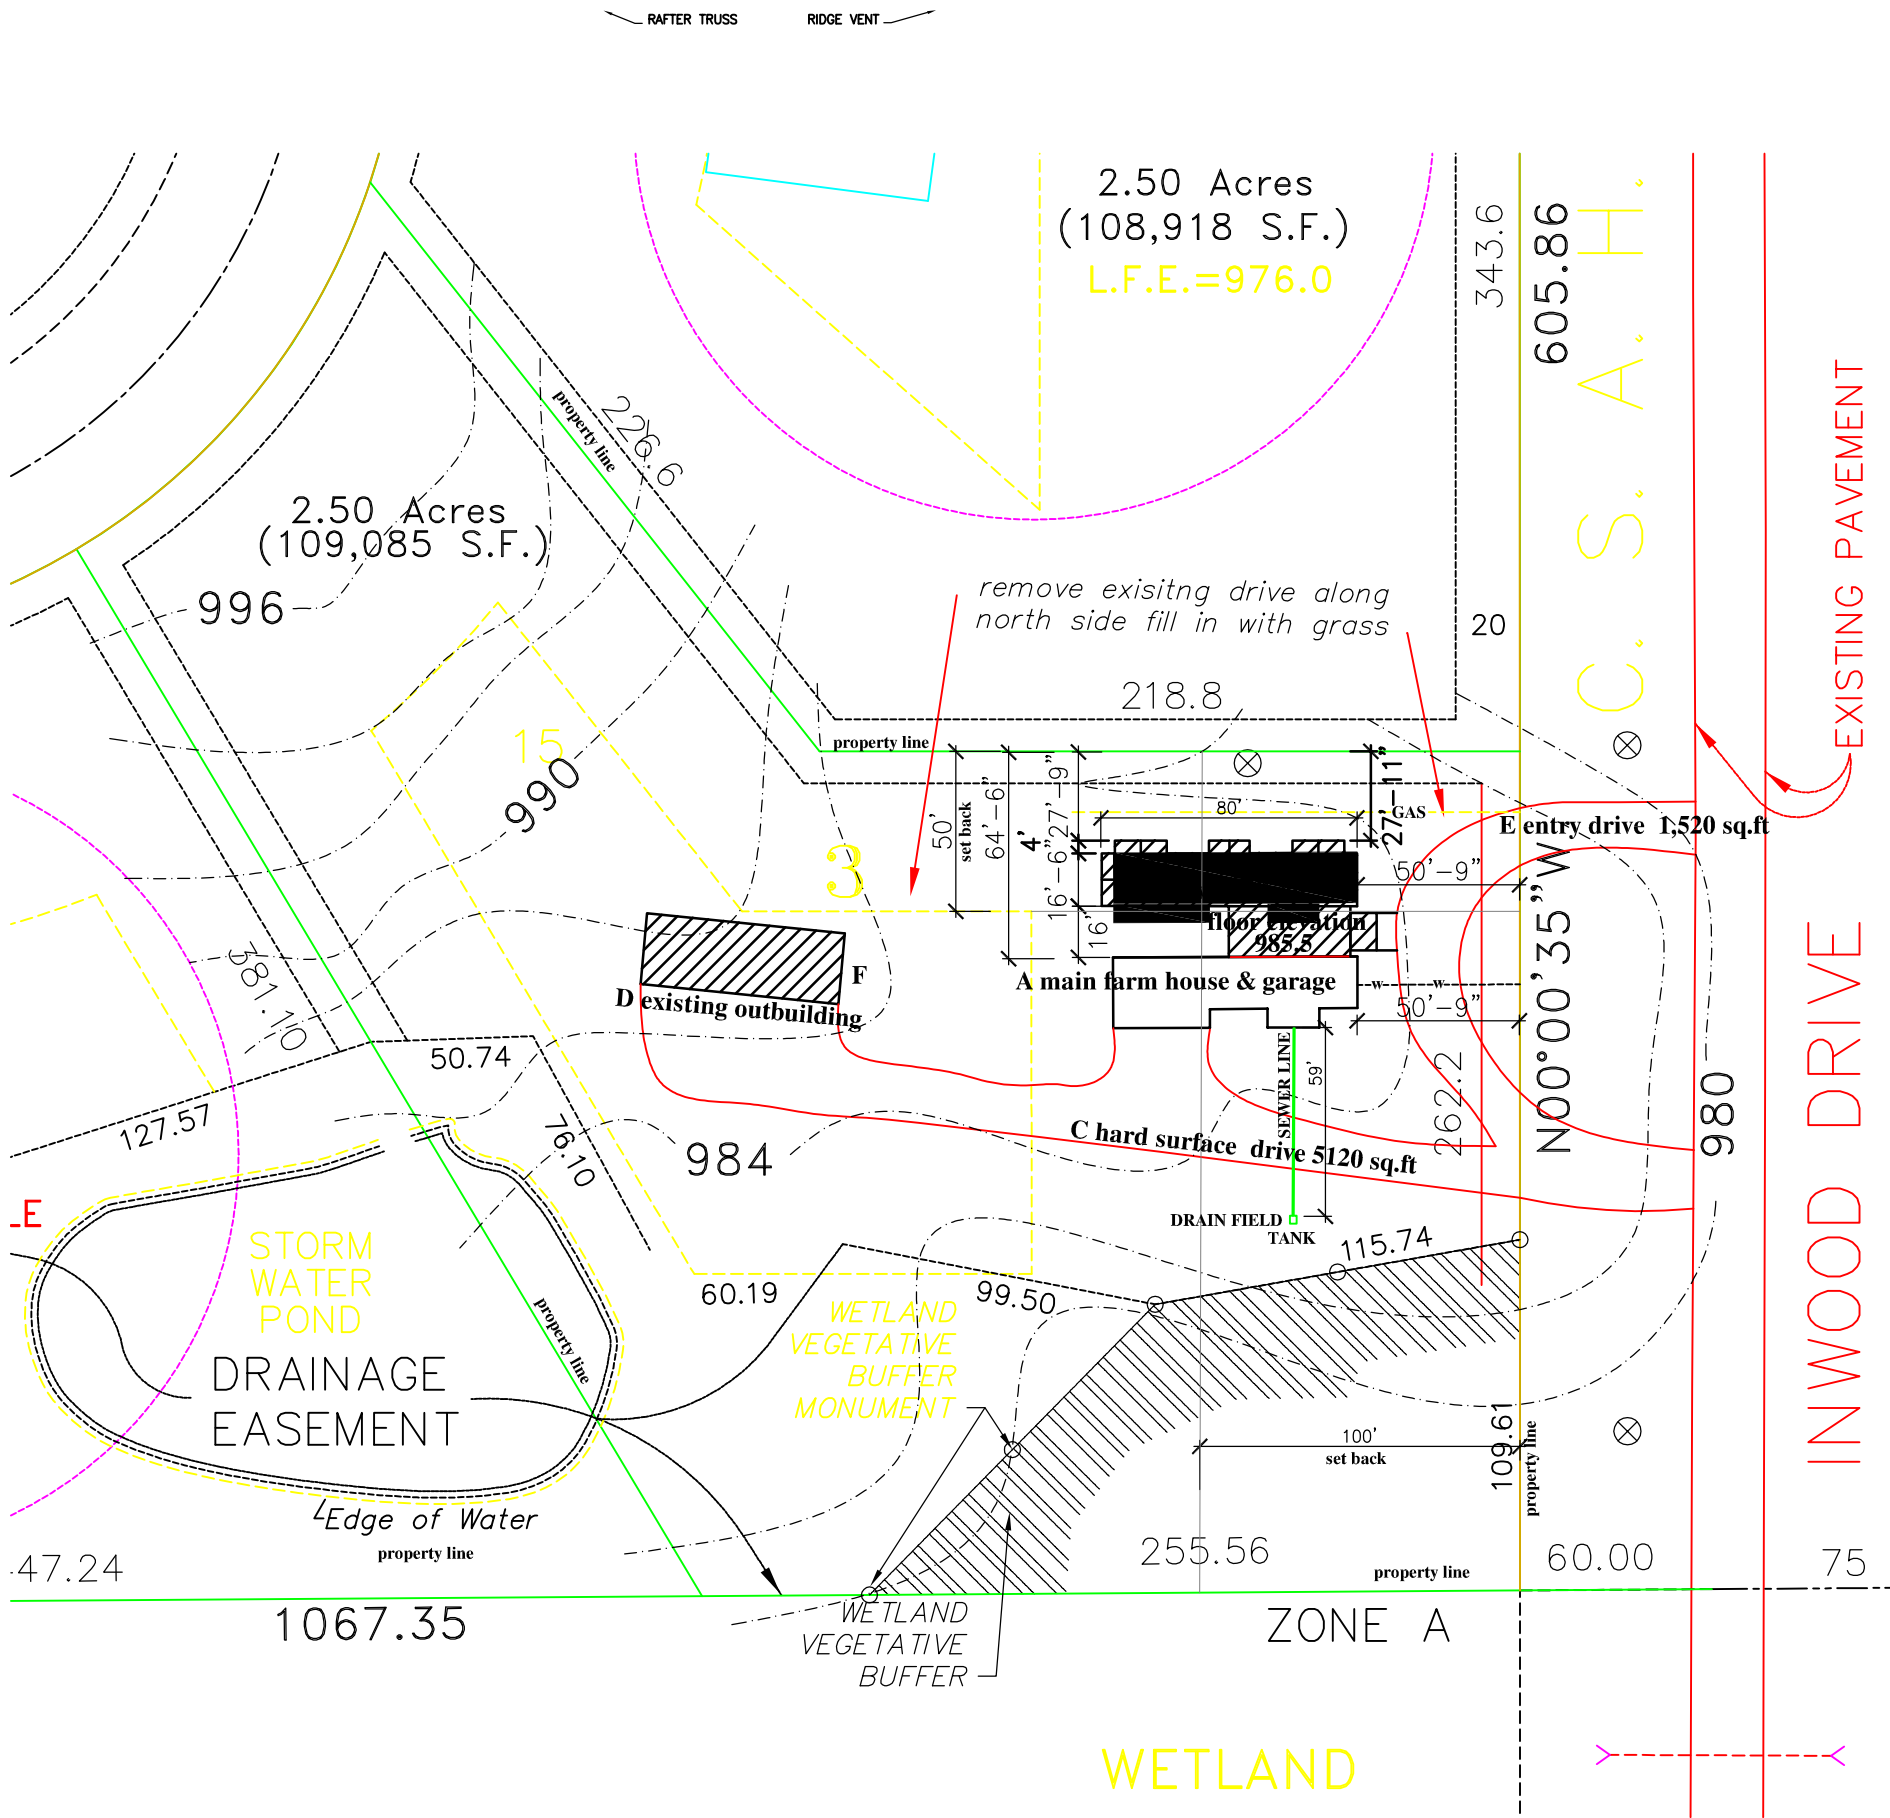 RAFTER TRUSS
RIDGE VENT
2.50 Acres
(108,918 S.F.)
L.F.E.=976.0
343.6
605.86
C. S. A. H.
EXISTING PAVEMENT
226.6
property line
2.50 Acres
(109,085 S.F.)
996
remove exisitng drive along
north side fill in with grass
20
218.8
property line
15
990
3
50'
set back
64'-6"
4'
27'-9"
16'-6"
16'
80'
27'-11"
GAS
E entry drive 1,520 sq.ft
50'-9"
floor elevation
985.5
A main farm house & garage
w
w
50'-9"
N00°00'35" W
F
D existing outbuilding
381.10
50.74
127.57
76.10
984
SEWER LINE
59'
262.2
980
C hard surface drive 5120 sq.ft
DRAIN FIELD
TANK
115.74
INWOOD DRIVE
LE
STORM
WATER
POND
DRAINAGE
EASEMENT
property line
60.19
99.50
WETLAND
VEGETATIVE
BUFFER
MONUMENT
100'
set back
109.61
property line
Edge of Water
property line
47.24
255.56
property line
60.00
75
1067.35
WETLAND
VEGETATIVE
BUFFER
ZONE A
WETLAND